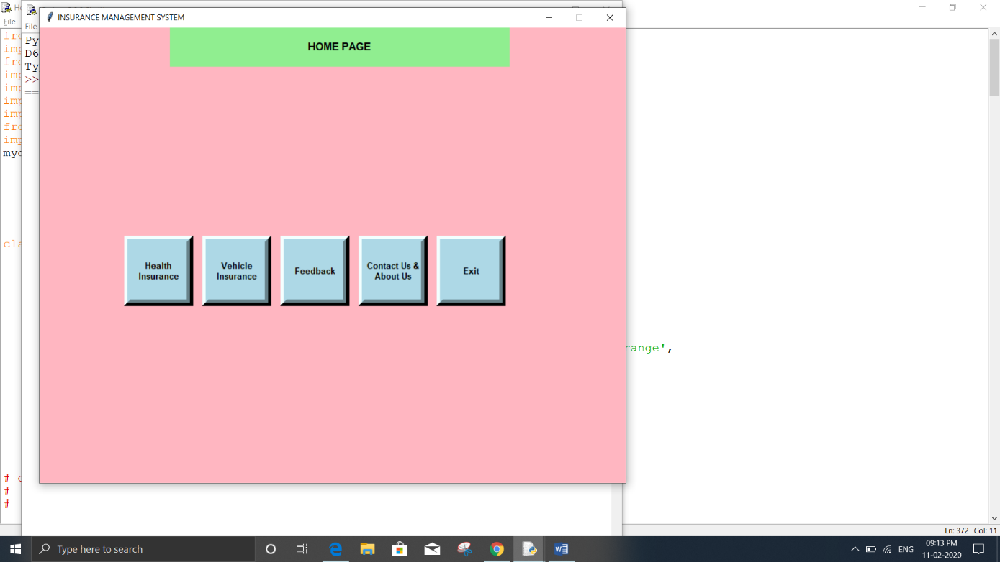 INSURANCE MANAGEMENT SYSTEM
File
File
Py
D6
Ty
>>
==
fro
imp
fro
imp
imp
imp
imp
fro
imp
cla
HOME PAGE
Health
Insurance
Vehicle
Insurance
Feedback
Contact Us &
About Us
Exit
range',
#
#
#
Ln: 372 Col: 11
Type here to search
ENG
09:13 PM
11-02-2020